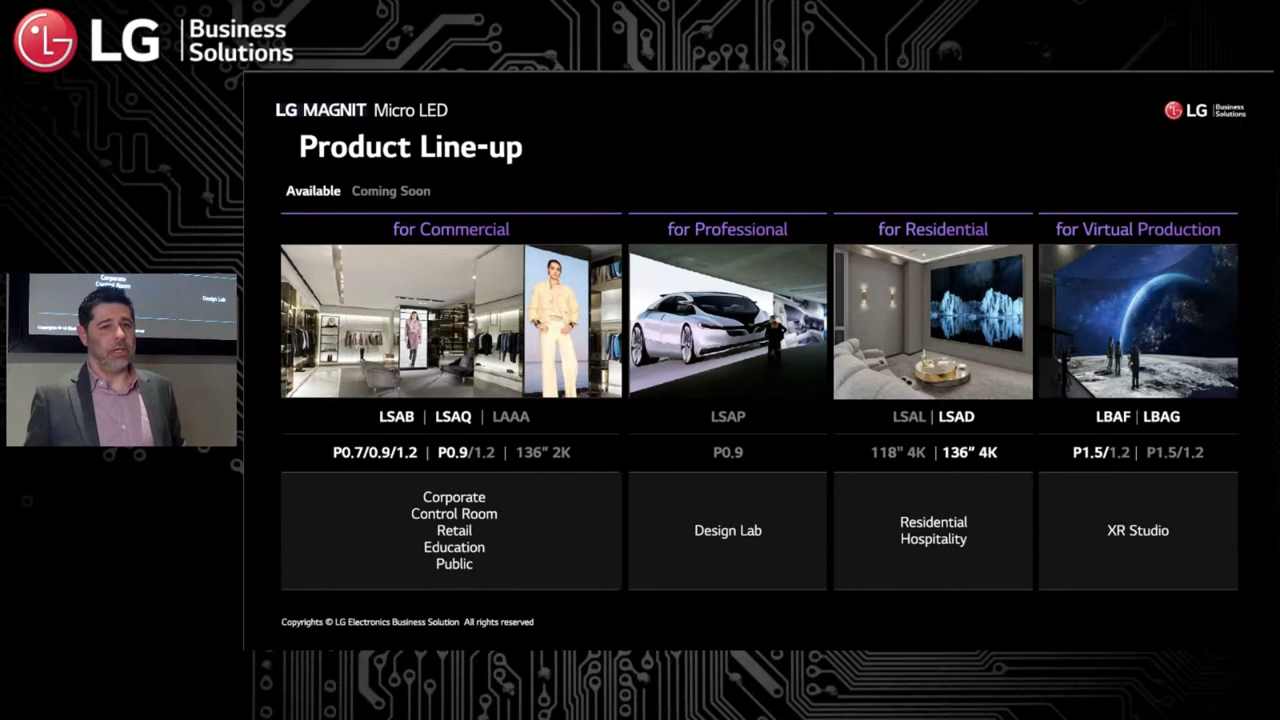 LG Business
Solutions
LG MAGNIT Micro LED
LG Business
Solutions
Product Line-up
Available Coming Soon
for Commercial
for Professional
for Residential
for Virtual Production
LSAB | LSAQ | LAAA
LSAP
LSAL | LSAD
LBAF | LBAG
P0.7/0.9/1.2 | P0.9/1.2 | 136” 2K
P0.9
118" 4K | 136” 4K
P1.5/1.2 | P1.5/1.2
Corporate
Control Room
Retail
Education
Public
Design Lab
Residential
Hospitality
XR Studio
Copyrights © LG Electronics Business Solution All rights reserved
Corporate
Control Room
Design Lab